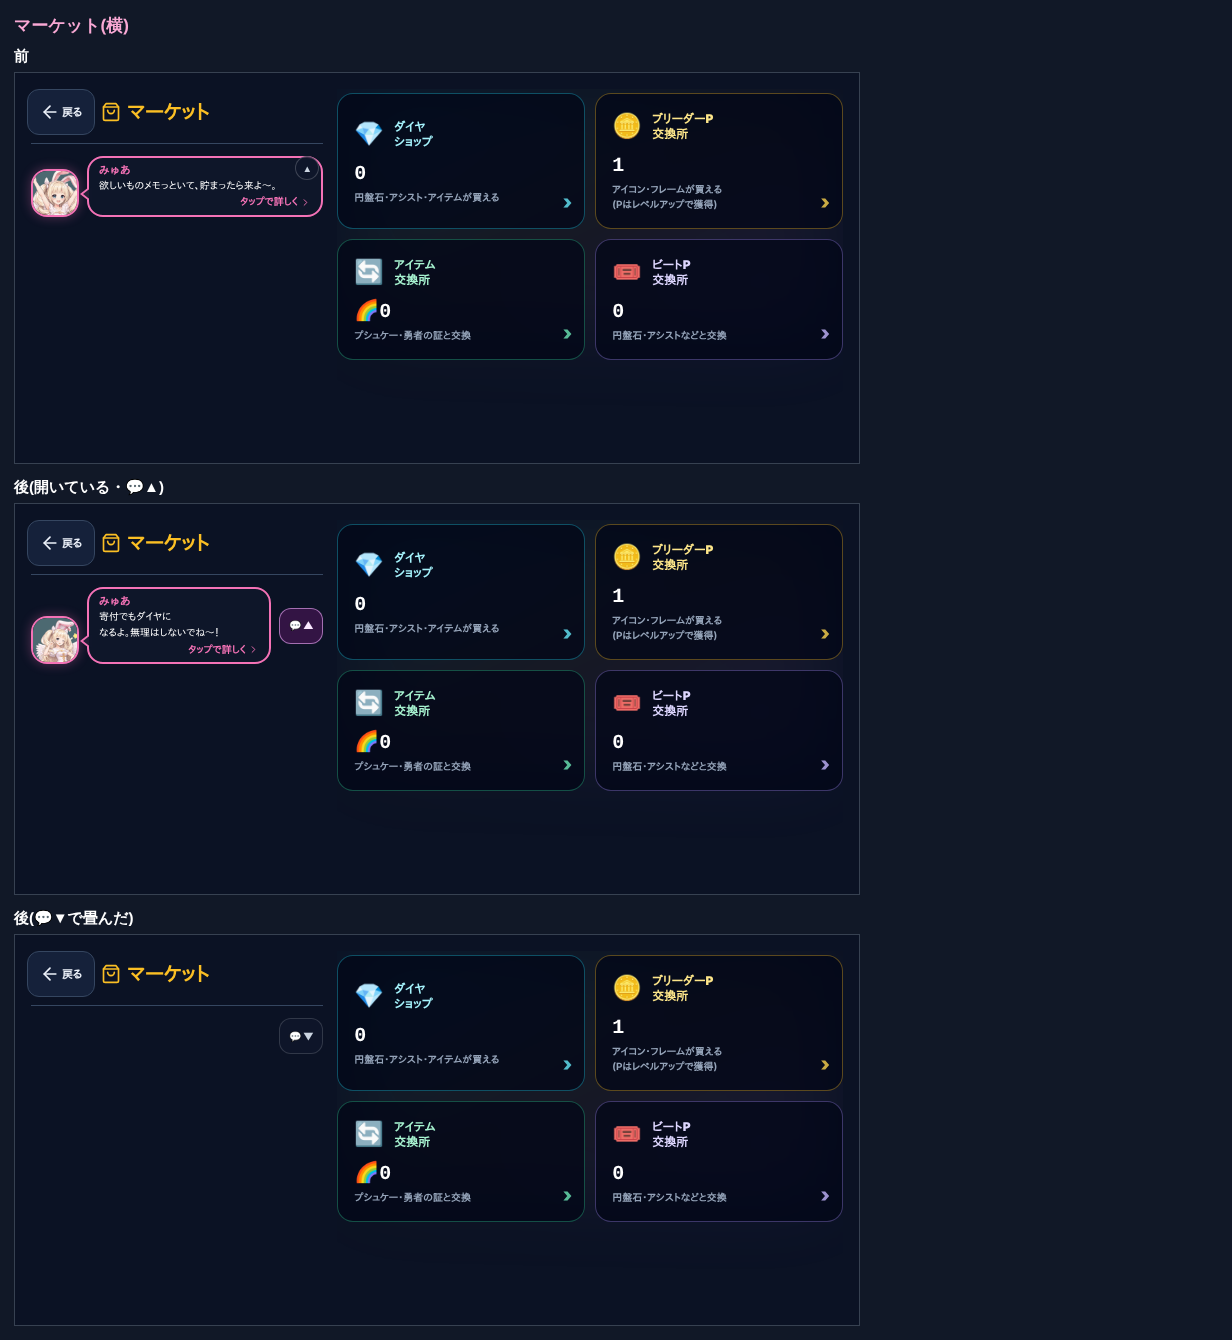 マーケット(横)
前
戻る
マーケット
みゅあ
▲
欲しいものメモっといて、貯まったら来よ〜。
タップで詳しく
ダイヤ
ショップ
0
円盤石・アシスト・アイテムが買える
ブリーダーP
交換所
1
アイコン・フレームが買える
(Pはレベルアップで獲得)
アイテム
交換所
🌈0
プシュケー・勇者の証と交換
ビートP
交換所
0
円盤石・アシストなどと交換
後(開いている・💬▲)
戻る
マーケット
みゅあ
寄付でもダイヤに
なるよ。無理はしないでね〜!
タップで詳しく
💬▲
ダイヤ
ショップ
0
円盤石・アシスト・アイテムが買える
ブリーダーP
交換所
1
アイコン・フレームが買える
(Pはレベルアップで獲得)
アイテム
交換所
🌈0
プシュケー・勇者の証と交換
ビートP
交換所
0
円盤石・アシストなどと交換
後(💬▼で畳んだ)
戻る
マーケット
💬▼
ダイヤ
ショップ
0
円盤石・アシスト・アイテムが買える
ブリーダーP
交換所
1
アイコン・フレームが買える
(Pはレベルアップで獲得)
アイテム
交換所
🌈0
プシュケー・勇者の証と交換
ビートP
交換所
0
円盤石・アシストなどと交換